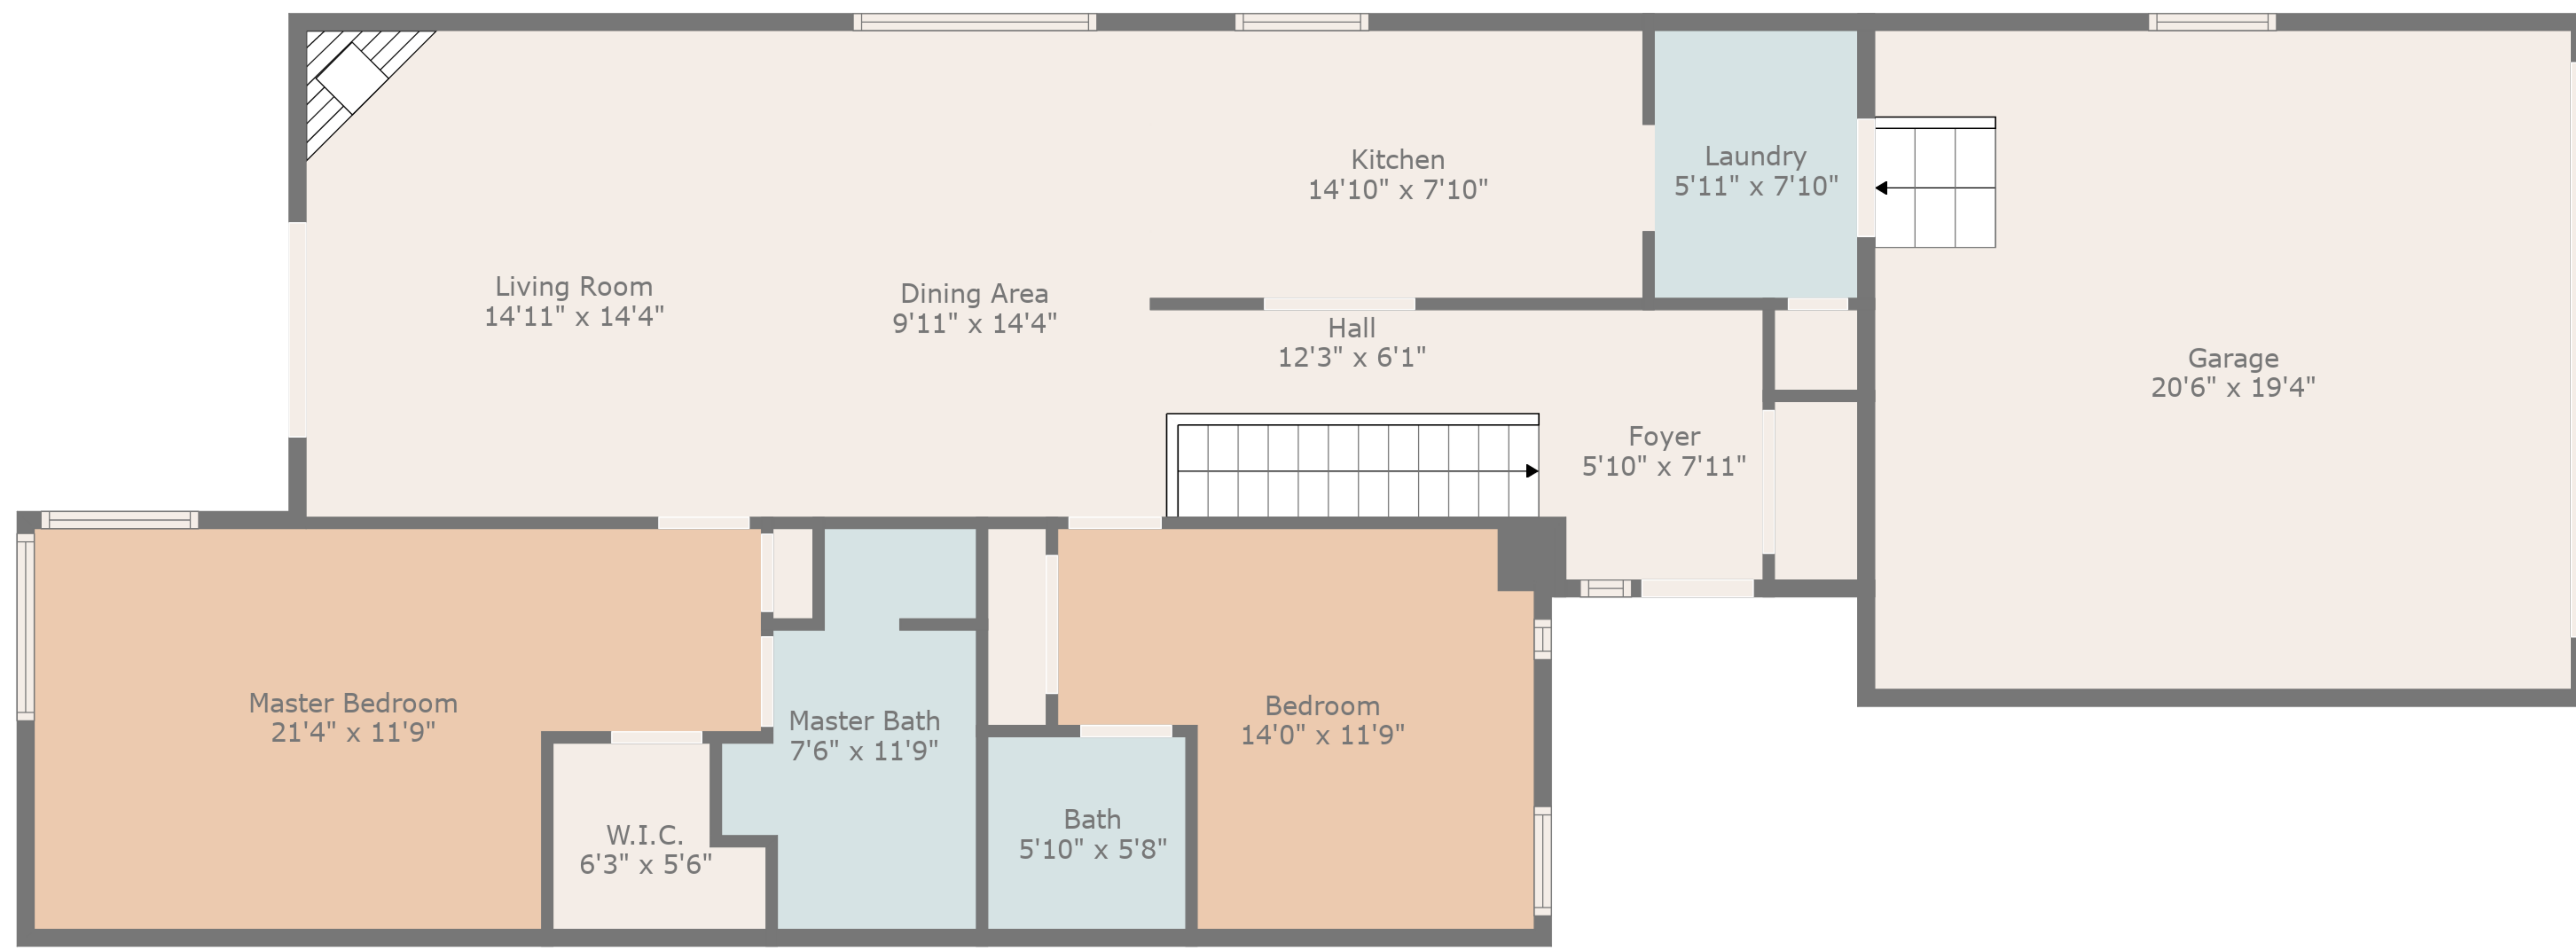 Kitchen
14'10" x 7'10"
Laundry
5'11" x 7'10"
Living Room
14'11" x 14'4"
Dining Area
9'11" x 14'4"
Hall
12'3" x 6'1"
Garage
20'6" x 19'4"
Foyer
5'10" x 7'11"
Master Bedroom
21'4" x 11'9"
Master Bath
7'6" x 11'9"
Bedroom
14'0" x 11'9"
W.I.C.
6'3" x 5'6"
Bath
5'10" x 5'8"